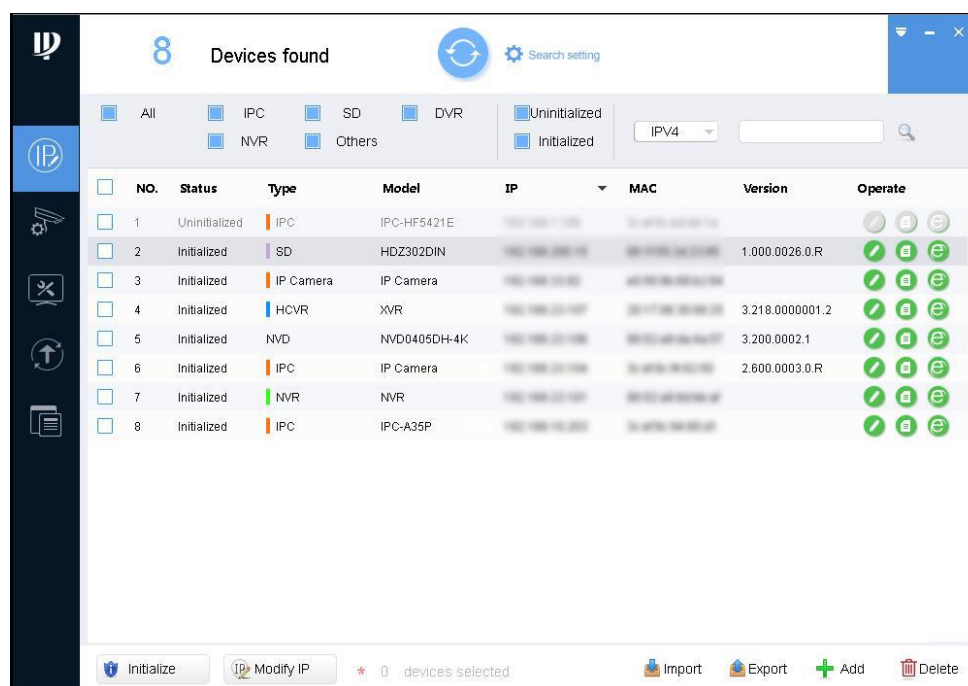 8 Devices found Search setting
All IPC SD DVR Uninitialized
NVR Others Initialized IPV4
IP
NO. Status Type Model IP MAC Version Operate
1 Uninitialized IPC IPC-HF5421E
2 Initialized SD HDZ302DIN 1.000.0026.0.R
3 Initialized IP Camera IP Camera
4 Initialized HCVR XVR 3.218.0000001.2
5 Initialized NVD NVD0405DH-4K 3.200.0002.1
6 Initialized IPC IP Camera 2.600.0003.0.R
7 Initialized NVR NVR
8 Initialized IPC IPC-A35P
Initialize IP Modify IP * 0 devices selected Import Export Add Delete